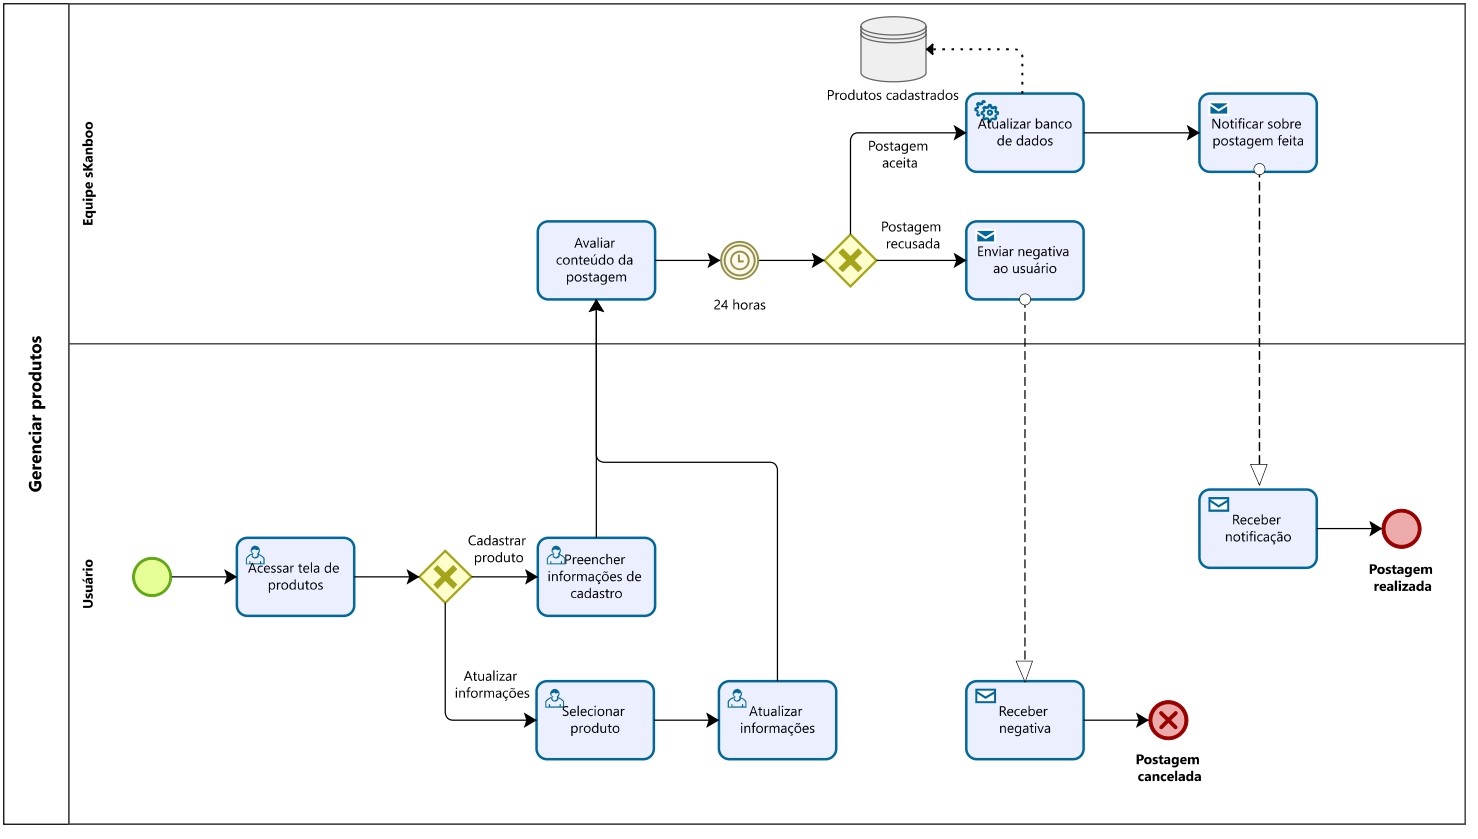 Gerenciar produtos
Equipe sKanboo
Produtos cadastrados
Atualizar banco
de dados
Notificar sobre
postagem feita
Postagem
aceita
Avaliar
conteúdo da
postagem
24 horas
Postagem
recusada
Enviar negativa
ao usuário
Usuário
Acessar tela de
produtos
Cadastrar
produto
Preencher
informações de
cadastro
Atualizar
informações
Selecionar
produto
Atualizar
informações
Receber
negativa
Postagem
cancelada
Receber
notificação
Postagem
realizada